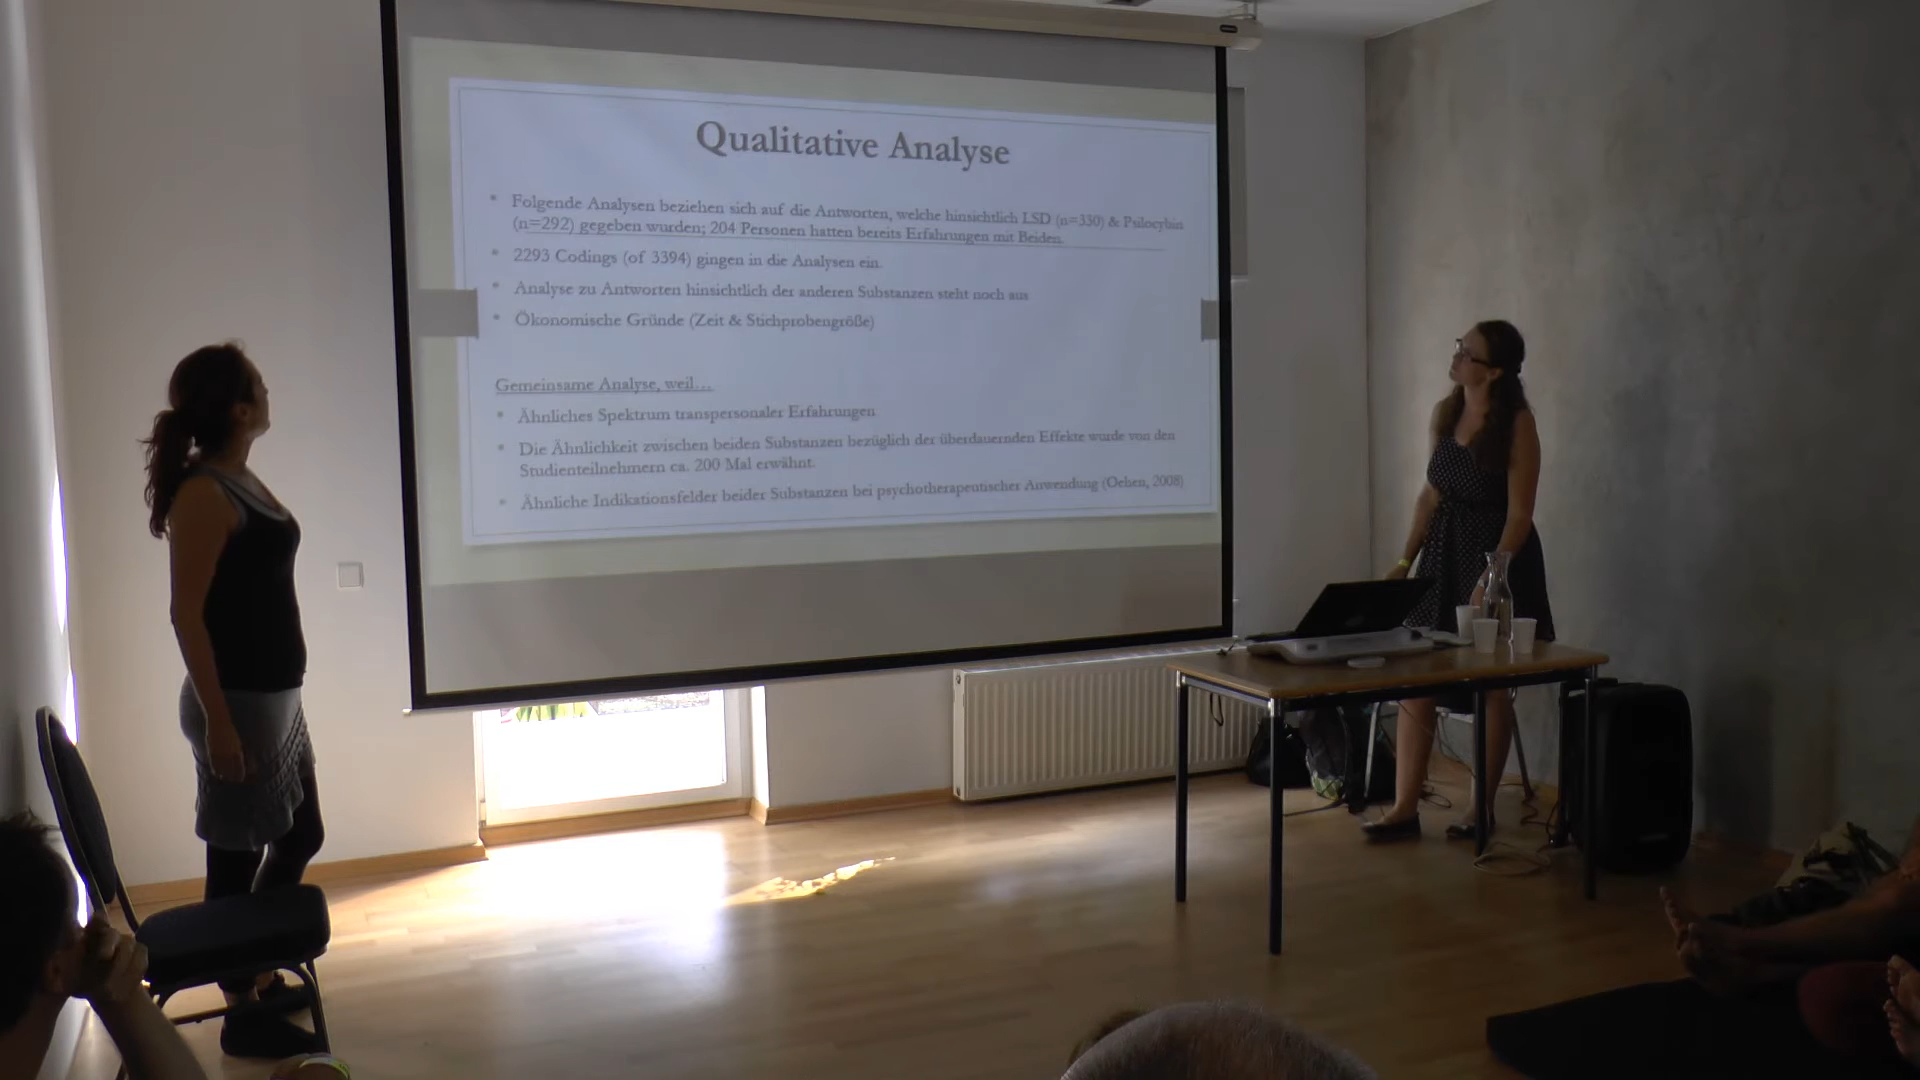 Qualitative Analyse
• Folgende Analysen beziehen sich auf die Antworten, welche hinsichtlich LSD (n=330) & Psilocybin
(n=292) gegeben wurden; 204 Personen hatten bereits Erfahrungen mit Beiden.
• 2293 Codings (of 3394) gingen in die Analysen ein.
• Analyse zu Antworten hinsichtlich der anderen Substanzen steht noch aus
• Ökonomische Gründe (Zeit & Stichprobengröße)
Gemeinsame Analyse, weil…
• Ähnliches Spektrum transpersonaler Erfahrungen
• Die Ähnlichkeit zwischen beiden Substanzen bezüglich der überdauernden Effekte wurde von den
Studienteilnehmern ca. 200 Mal erwähnt.
• Ähnliche Indikationsfelder beider Substanzen bei psychotherapeutischer Anwendung (Oehen, 2008)